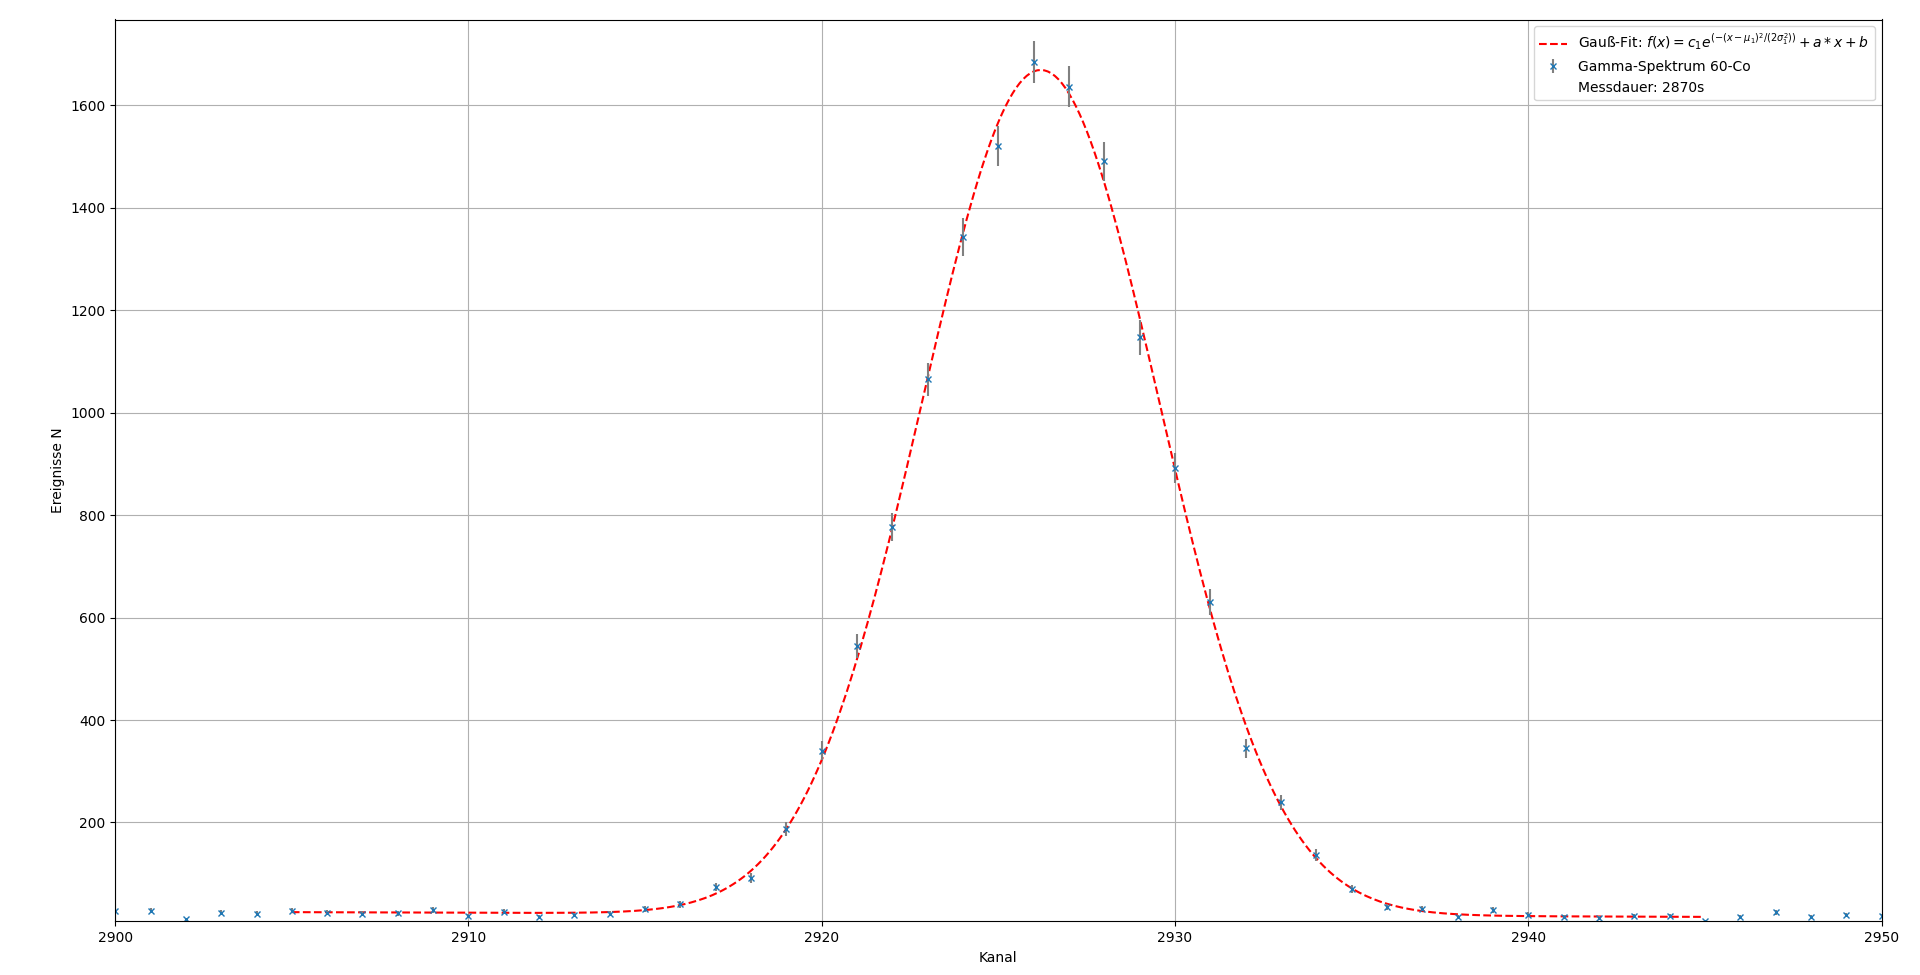 Gauß-Fit: f(x) = c₁e^(−(x−μ₁)²/(2σ₁²)) + a * x + b
Gamma-Spektrum 60-Co
Messdauer: 2870s
1600
1400
1200
1000
800
600
400
200
Ereignisse N
2900 2910 2920 2930 2940 2950
Kanal